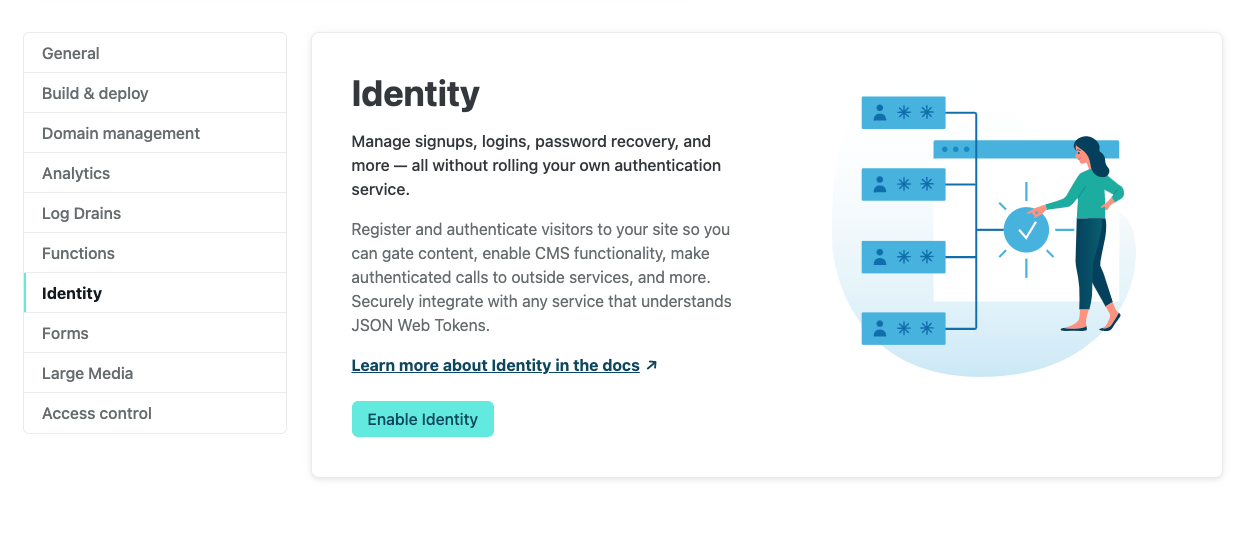 General
Build & deploy
Domain management
Analytics
Log Drains
Functions
Identity
Forms
Large Media
Access control
Identity
Manage signups, logins, password recovery, and
more — all without rolling your own authentication
service.
Register and authenticate visitors to your site so you
can gate content, enable CMS functionality, make
authenticated calls to outside services, and more.
Securely integrate with any service that understands
JSON Web Tokens.
Learn more about Identity in the docs ↗
Enable Identity